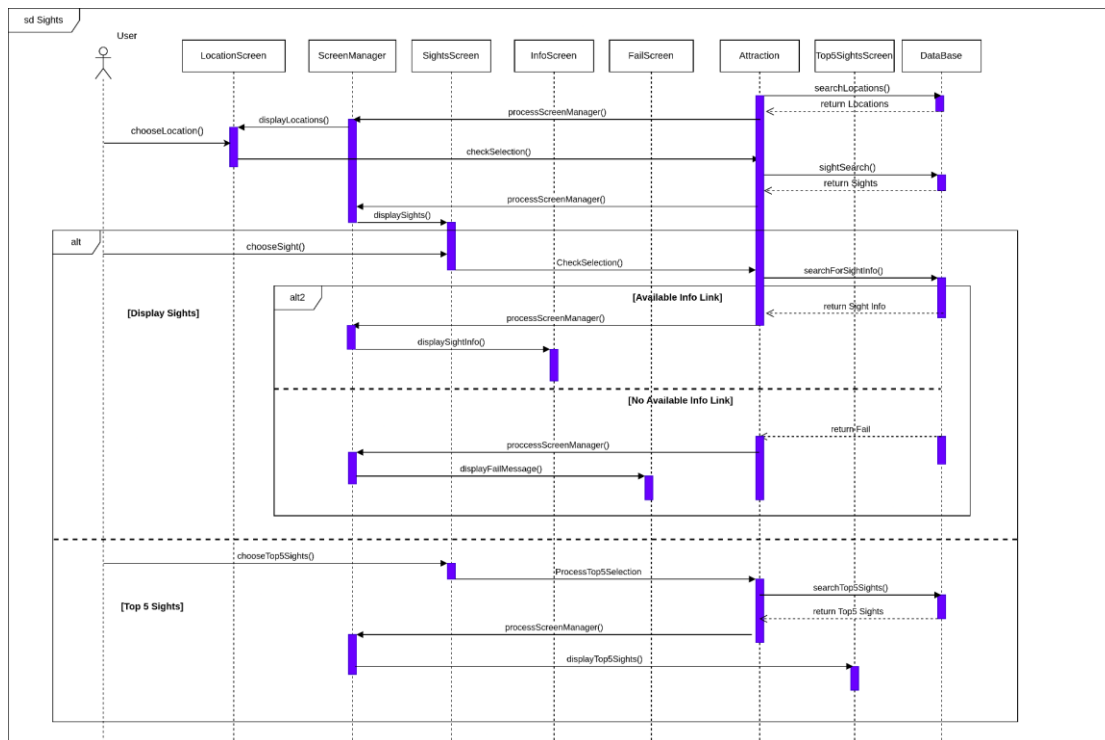 sd Sights
User
LocationScreen
ScreenManager
SightsScreen
InfoScreen
FailScreen
Attraction
Top5SightsScreen
DataBase
searchLocations()
return Locations
processScreenManager()
displayLocations()
chooseLocation()
checkSelection()
sightSearch()
return Sights
processScreenManager()
displaySights()
alt
chooseSight()
CheckSelection()
searchForSightInfo()
alt2
[Available Info Link]
[Display Sights]
return Sight Info
processScreenManager()
displaySightInfo()
[No Available Info Link]
return Fail
proccessScreenManager()
displayFailMessage()
chooseTop5Sights()
ProcessTop5Selection
searchTop5Sights()
[Top 5 Sights]
return Top5 Sights
processScreenManager()
displayTop5Sights()